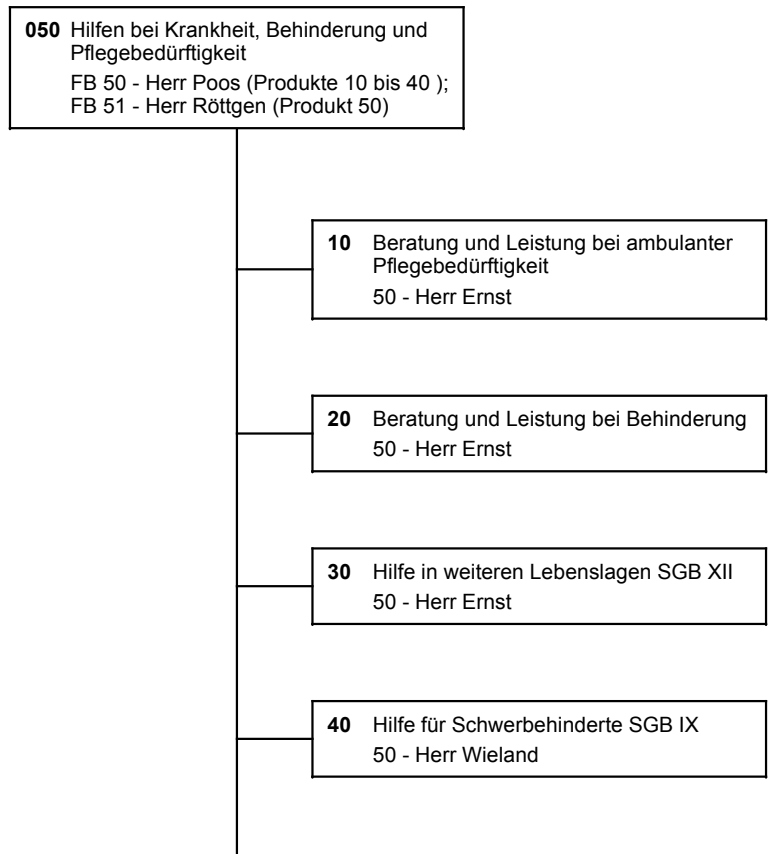 050 Hilfen bei Krankheit, Behinderung und
Pflegebedürftigkeit
FB 50 - Herr Poos (Produkte 10 bis 40 );
FB 51 - Herr Röttgen (Produkt 50)
10 Beratung und Leistung bei ambulanter
Pflegebedürftigkeit
50 - Herr Ernst
20 Beratung und Leistung bei Behinderung
50 - Herr Ernst
30 Hilfe in weiteren Lebenslagen SGB XII
50 - Herr Ernst
40 Hilfe für Schwerbehinderte SGB IX
50 - Herr Wieland